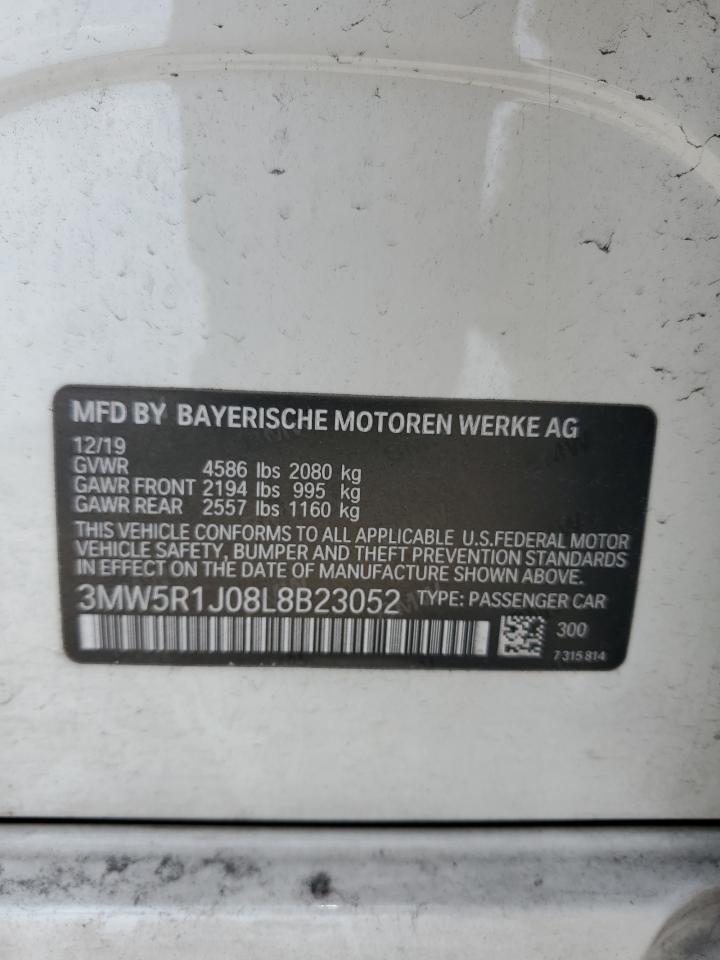 MFD BY BAYERISCHE MOTOREN WERKE AG
12/19
GVWR 4586 lbs 2080 kg
GAWR FRONT 2194 lbs 995 kg
GAWR REAR 2557 lbs 1160 kg
THIS VEHICLE CONFORMS TO ALL APPLICABLE U.S.FEDERAL MOTOR
VEHICLE SAFETY, BUMPER AND THEFT PREVENTION STANDARDS
IN EFFECT ON THE DATE OF MANUFACTURE SHOWN ABOVE.
3MW5R1J08L8B23052 TYPE: PASSENGER CAR
300
7 315 814